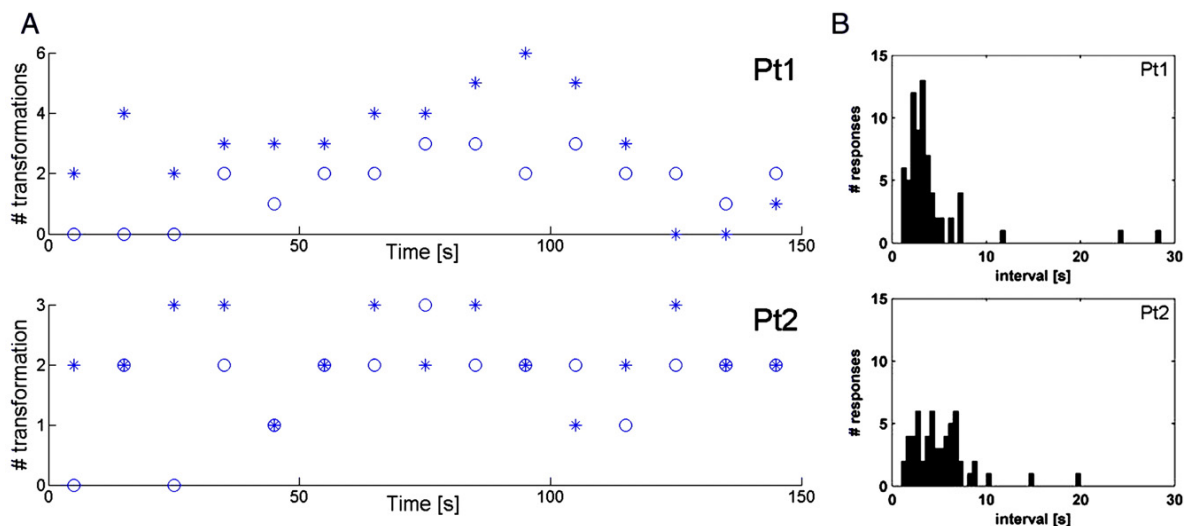 A
# transformations
6
4
2
0
0
50
100
150
Time [s]
Pt1
# transformation
3
2
1
0
0
50
100
150
Time [s]
Pt2
B
# responses
15
10
5
0
0
10
20
30
interval [s]
Pt1
# responses
15
10
5
0
0
10
20
30
interval [s]
Pt2